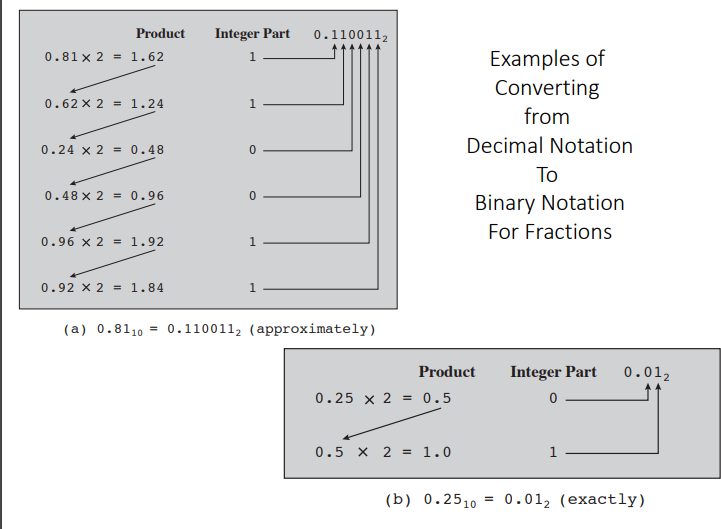 Product Integer Part 0.110011₂
0.81 × 2 = 1.62 1
0.62 × 2 = 1.24 1
0.24 × 2 = 0.48 0
0.48 × 2 = 0.96 0
0.96 × 2 = 1.92 1
0.92 × 2 = 1.84 1
(a) 0.81₁₀ = 0.110011₂ (approximately)
Examples of
Converting
from
Decimal Notation
To
Binary Notation
For Fractions
Product Integer Part 0.01₂
0.25 × 2 = 0.5 0
0.5 × 2 = 1.0 1
(b) 0.25₁₀ = 0.01₂ (exactly)